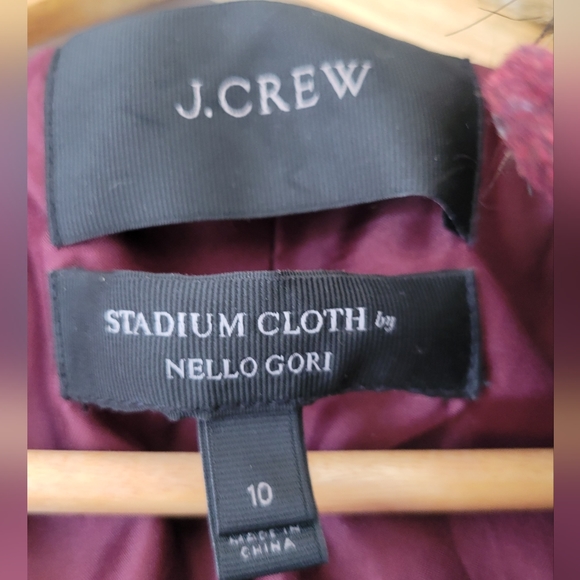 J.CREW
STADIUM CLOTH by
NELLO GORI
10
MADE IN
CHINA